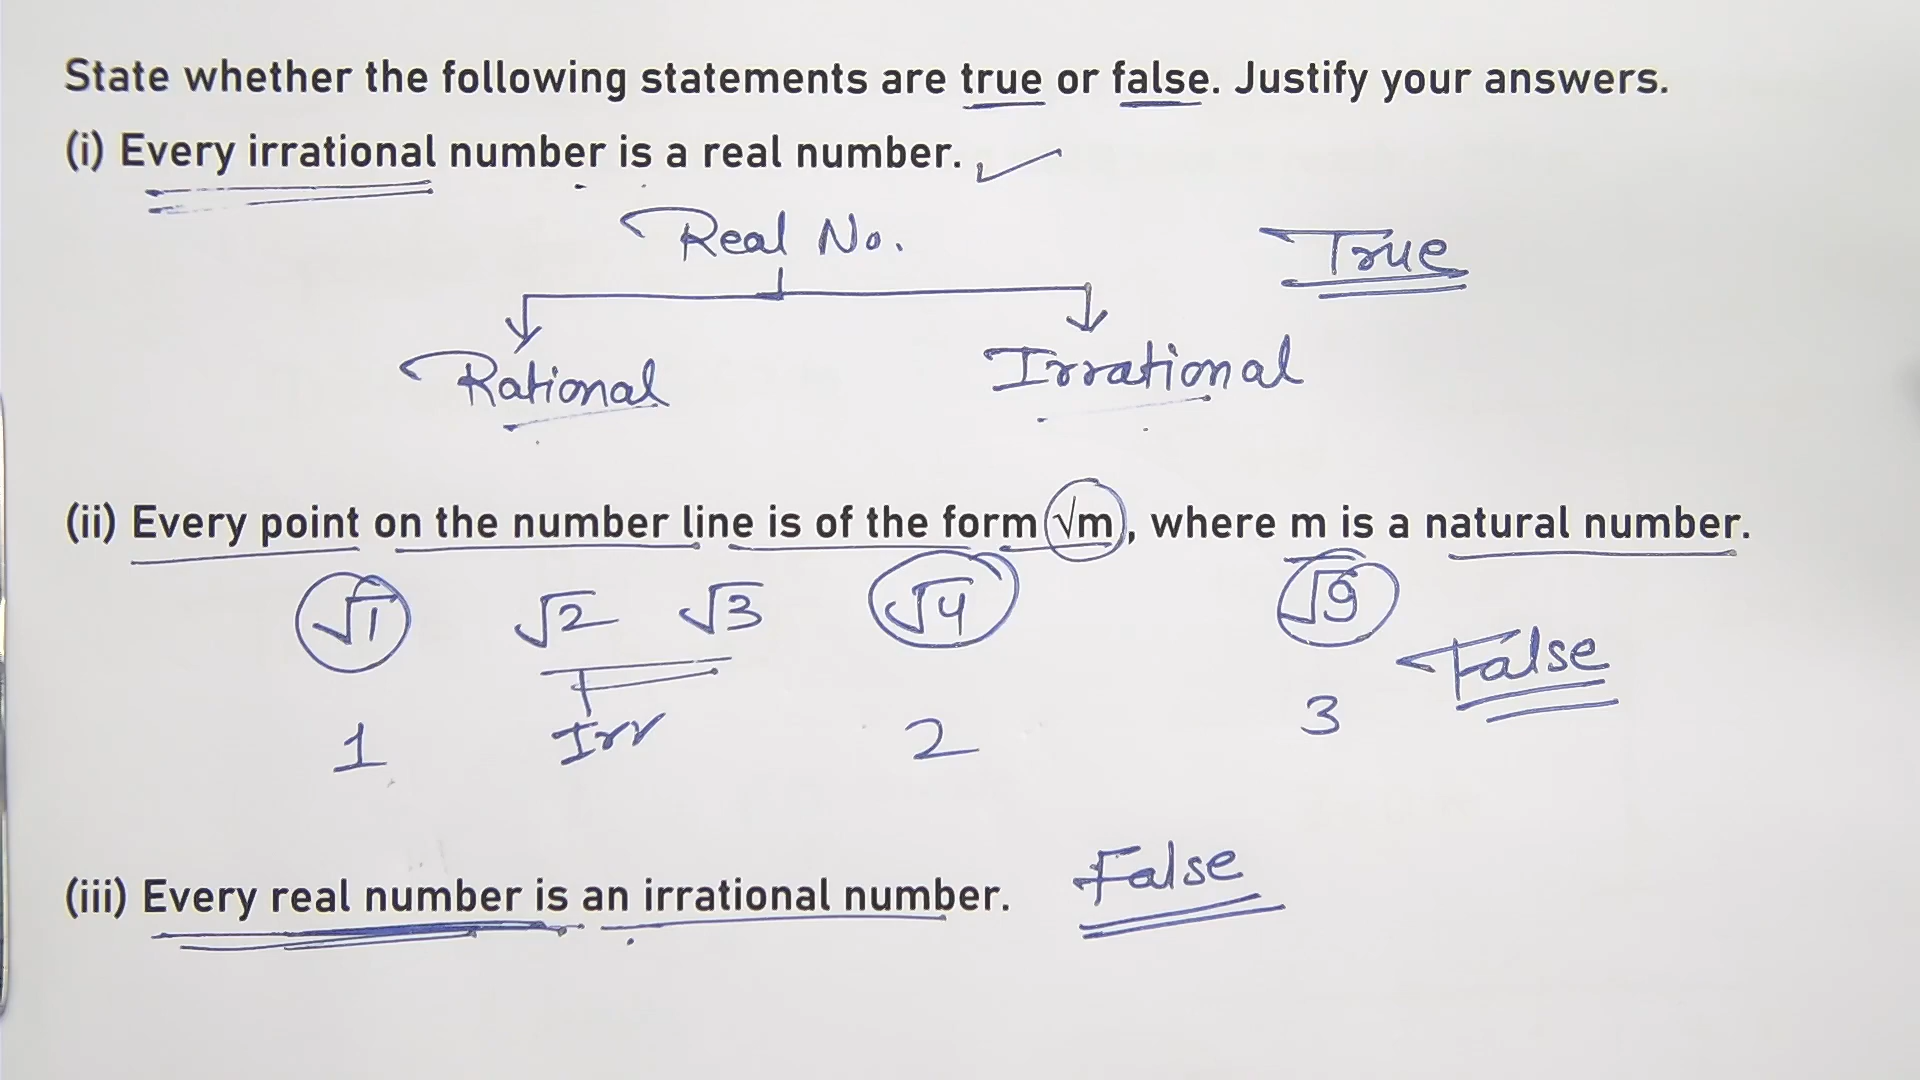 State whether the following statements are true or false. Justify your answers.
(i) Every irrational number is a real number.
Real No.
True
Rational Irrational
(ii) Every point on the number line is of the form √m, where m is a natural number.
√1 √2 √3 √4 √9
False
1 Irr 2 3
(iii) Every real number is an irrational number. False